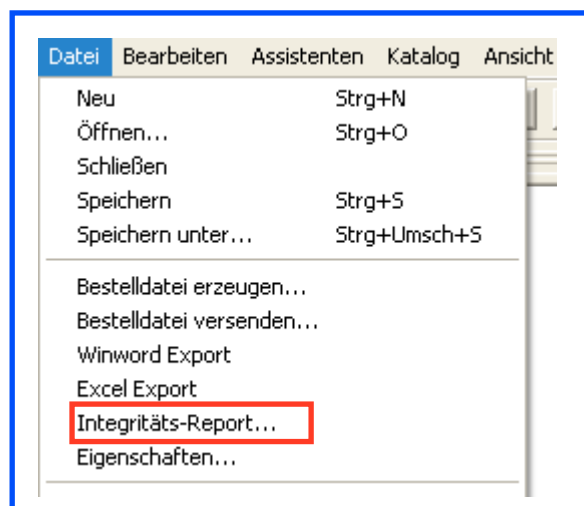 Datei Bearbeiten Assistenten Katalog Ansicht
Neu Strg+N
Öffnen... Strg+O
Schließen
Speichern Strg+S
Speichern unter... Strg+Umsch+S
Bestelldatei erzeugen...
Bestelldatei versenden...
Winword Export
Excel Export
Integritäts-Report...
Eigenschaften...